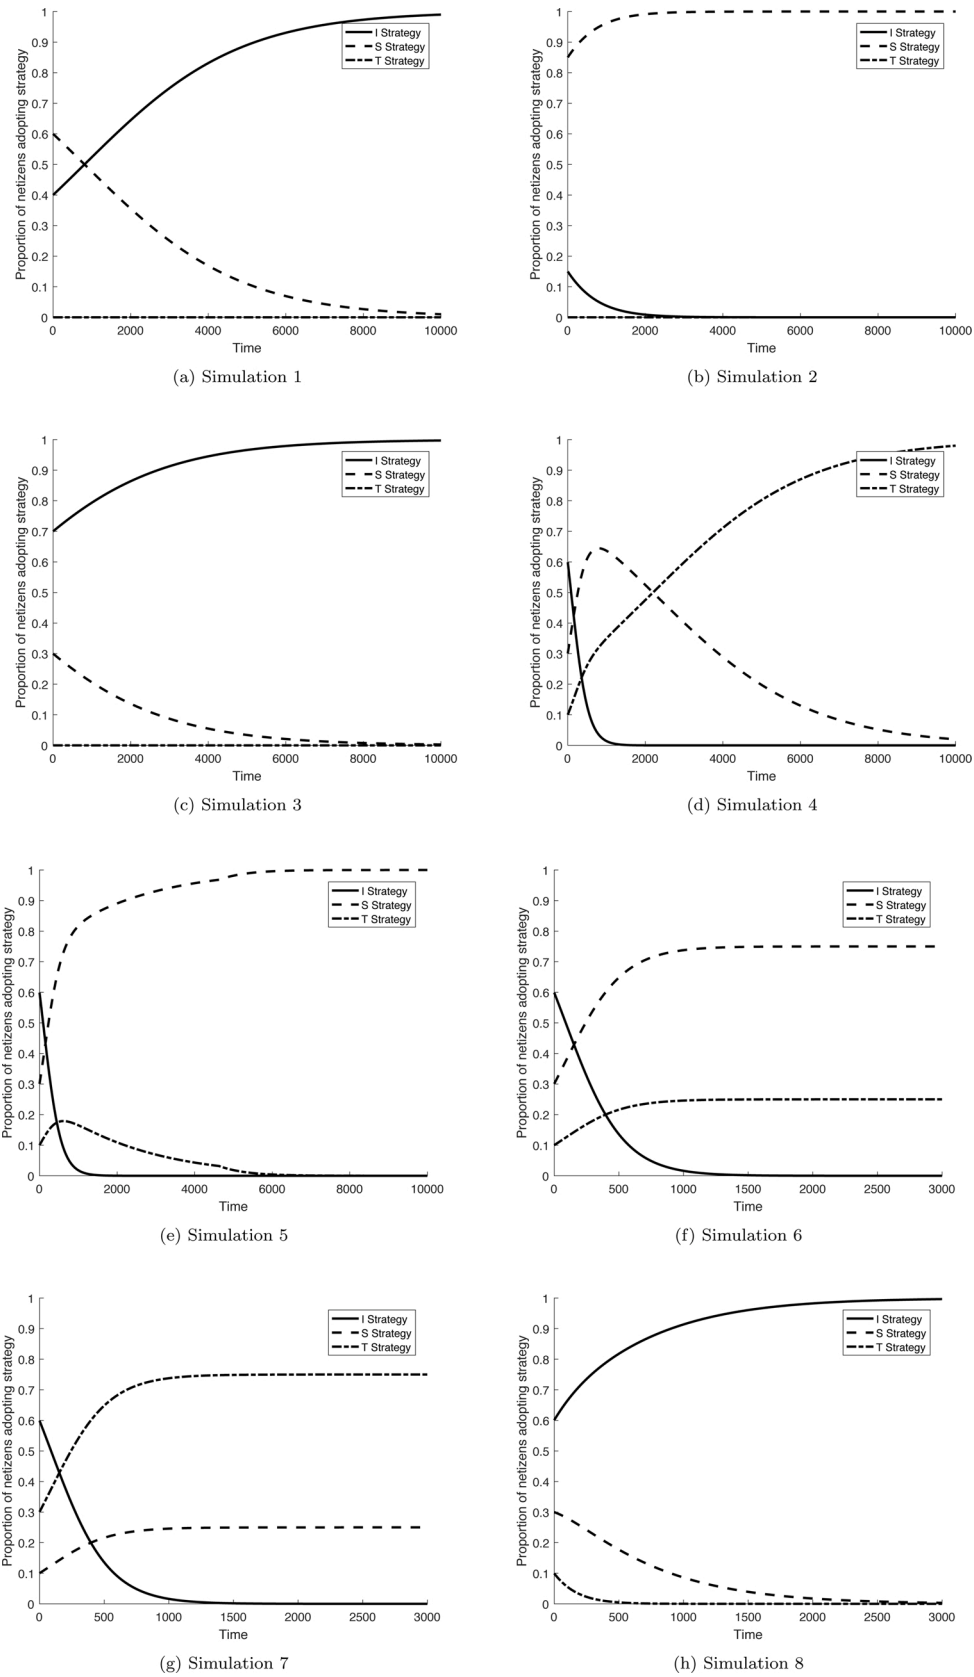 Proportion of netizens adopting strategy
1
0.9
0.8
0.7
0.6
0.5
0.4
0.3
0.2
0.1
0
0 2000 4000 6000 8000 10000
Time
I Strategy
S Strategy
T Strategy
(a) Simulation 1
Proportion of netizens adopting strategy
1
0.9
0.8
0.7
0.6
0.5
0.4
0.3
0.2
0.1
0
0 2000 4000 6000 8000 10000
Time
I Strategy
S Strategy
T Strategy
(b) Simulation 2
Proportion of netizens adopting strategy
1
0.9
0.8
0.7
0.6
0.5
0.4
0.3
0.2
0.1
0
0 2000 4000 6000 8000 10000
Time
I Strategy
S Strategy
T Strategy
(c) Simulation 3
Proportion of netizens adopting strategy
1
0.9
0.8
0.7
0.6
0.5
0.4
0.3
0.2
0.1
0
0 2000 4000 6000 8000 10000
Time
I Strategy
S Strategy
T Strategy
(d) Simulation 4
Proportion of netizens adopting strategy
1
0.9
0.8
0.7
0.6
0.5
0.4
0.3
0.2
0.1
0
0 2000 4000 6000 8000 10000
Time
I Strategy
S Strategy
T Strategy
(e) Simulation 5
Proportion of netizens adopting strategy
1
0.9
0.8
0.7
0.6
0.5
0.4
0.3
0.2
0.1
0
0 500 1000 1500 2000 2500 3000
Time
I Strategy
S Strategy
T Strategy
(f) Simulation 6
Proportion of netizens adopting strategy
1
0.9
0.8
0.7
0.6
0.5
0.4
0.3
0.2
0.1
0
0 500 1000 1500 2000 2500 3000
Time
I Strategy
S Strategy
T Strategy
(g) Simulation 7
Proportion of netizens adopting strategy
1
0.9
0.8
0.7
0.6
0.5
0.4
0.3
0.2
0.1
0
0 500 1000 1500 2000 2500 3000
Time
I Strategy
S Strategy
T Strategy
(h) Simulation 8